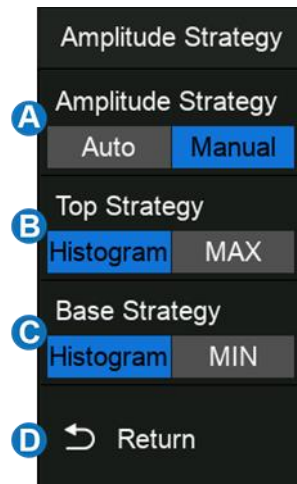 Amplitude Strategy
A
Amplitude Strategy
Auto Manual
B
Top Strategy
Histogram MAX
C
Base Strategy
Histogram MIN
D
Return